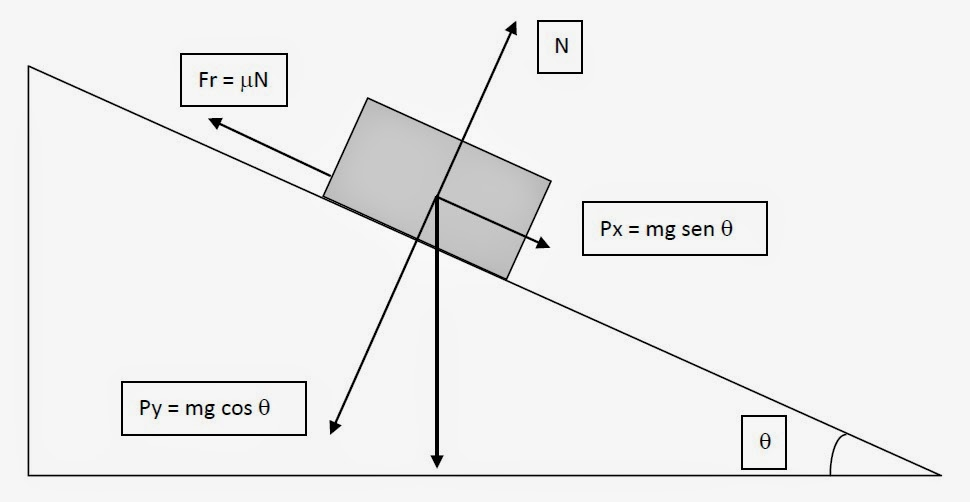 N
Fr = μN
Px = mg sen θ
Py = mg cos θ
θ